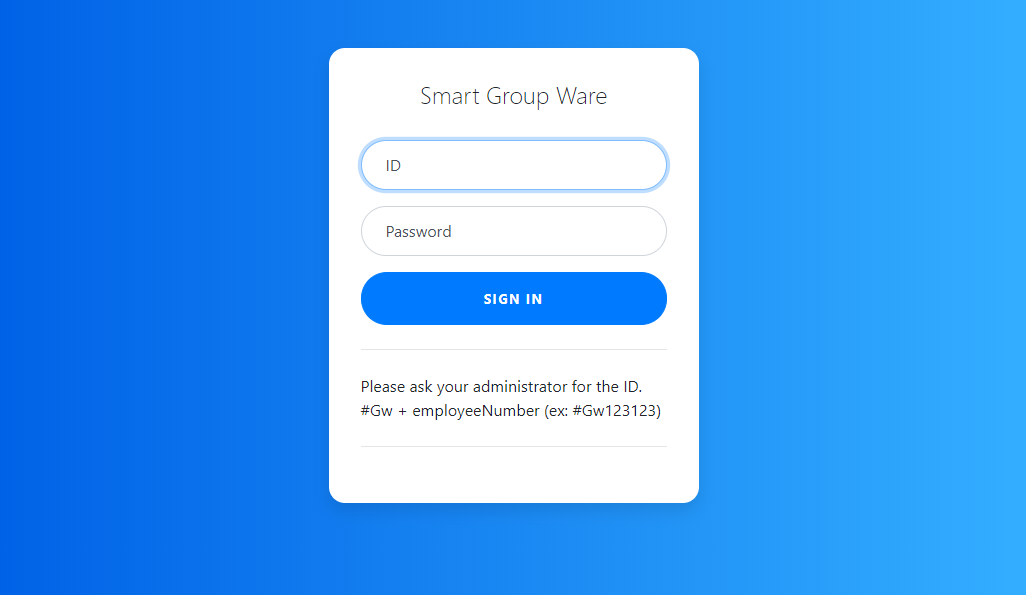 Smart Group Ware
ID
Password
SIGN IN
Please ask your administrator for the ID.
#Gw + employeeNumber (ex: #Gw123123)